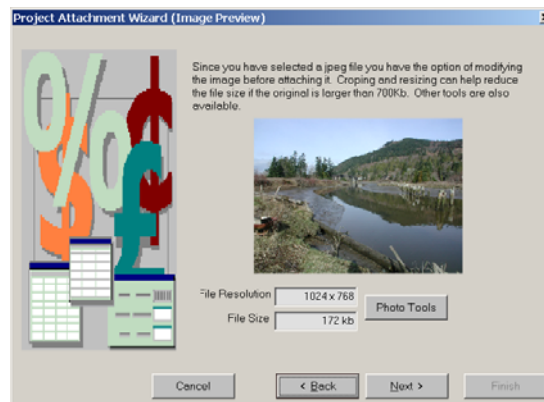 Project Attachment Wizard (Image Preview)
Since you have selected a jpeg file you have the option of modifying
the image before attaching it. Croping and resizing can help reduce
the file size if the original is larger than 700Kb. Other tools are also
available.
File Resolution 1024 x 768
File Size 172 kb
Photo Tools
Cancel < Back Next > Finish